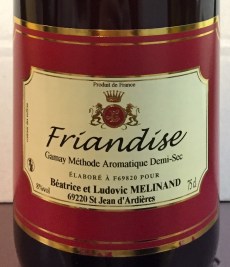 Produit de France
Friandise
Gamay Méthode Aromatique Demi-Sec
ÉLABORÉ À F69820 POUR
Béatrice et Ludovic MELINAND
75cl
69220 St Jean d'Ardières